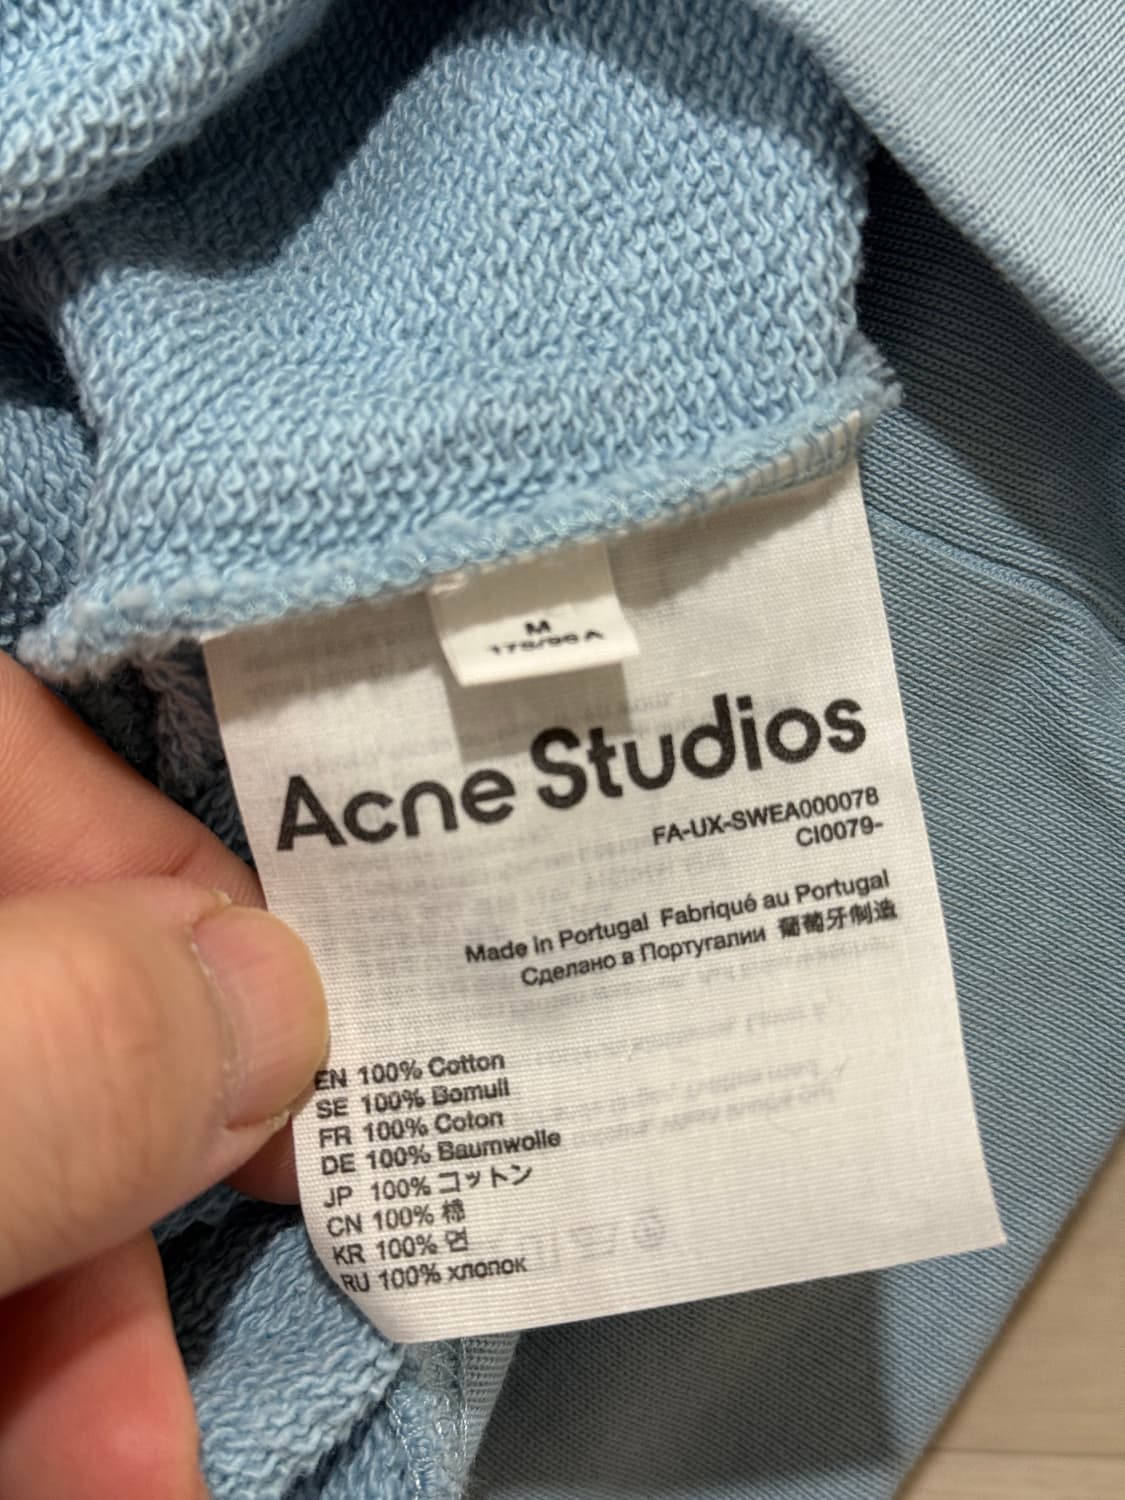 M
175/96A
Acne Studios
FA-UX-SWEA000078
CI0079-
Made in Portugal Fabriqué au Portugal
Сделано в Португалии 葡萄牙制造
EN 100% Cotton
SE 100% Bomull
FR 100% Coton
DE 100% Baumwolle
JP 100% コットン
CN 100% 棉
KR 100% 면
RU 100% хлопок